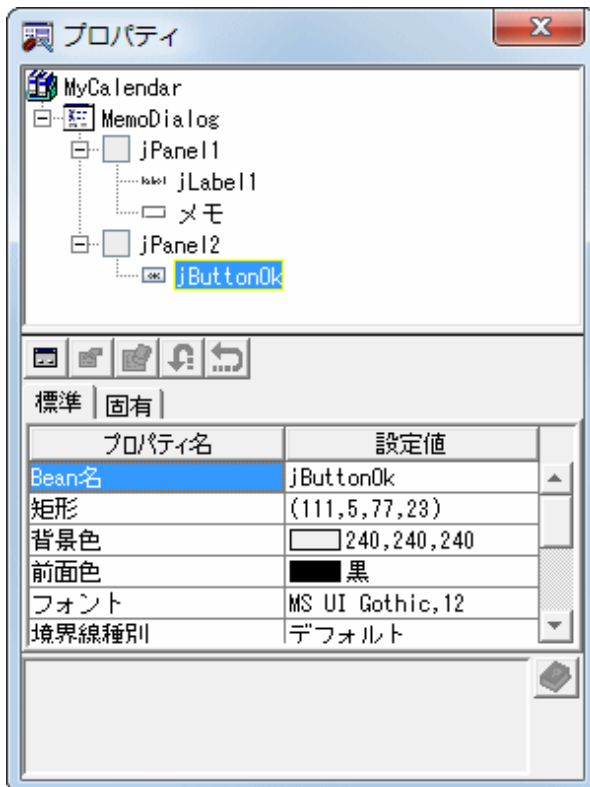 プロパティ
MyCalendar
MemoDialog
jPanel1
label jLabel1
メモ
jPanel2
OK jButtonOk
標準 固有
プロパティ名 設定値
Bean名 jButtonOk
矩形 (111,5,77,23)
背景色 240,240,240
前面色 黒
フォント MS UI Gothic,12
境界線種別 デフォルト